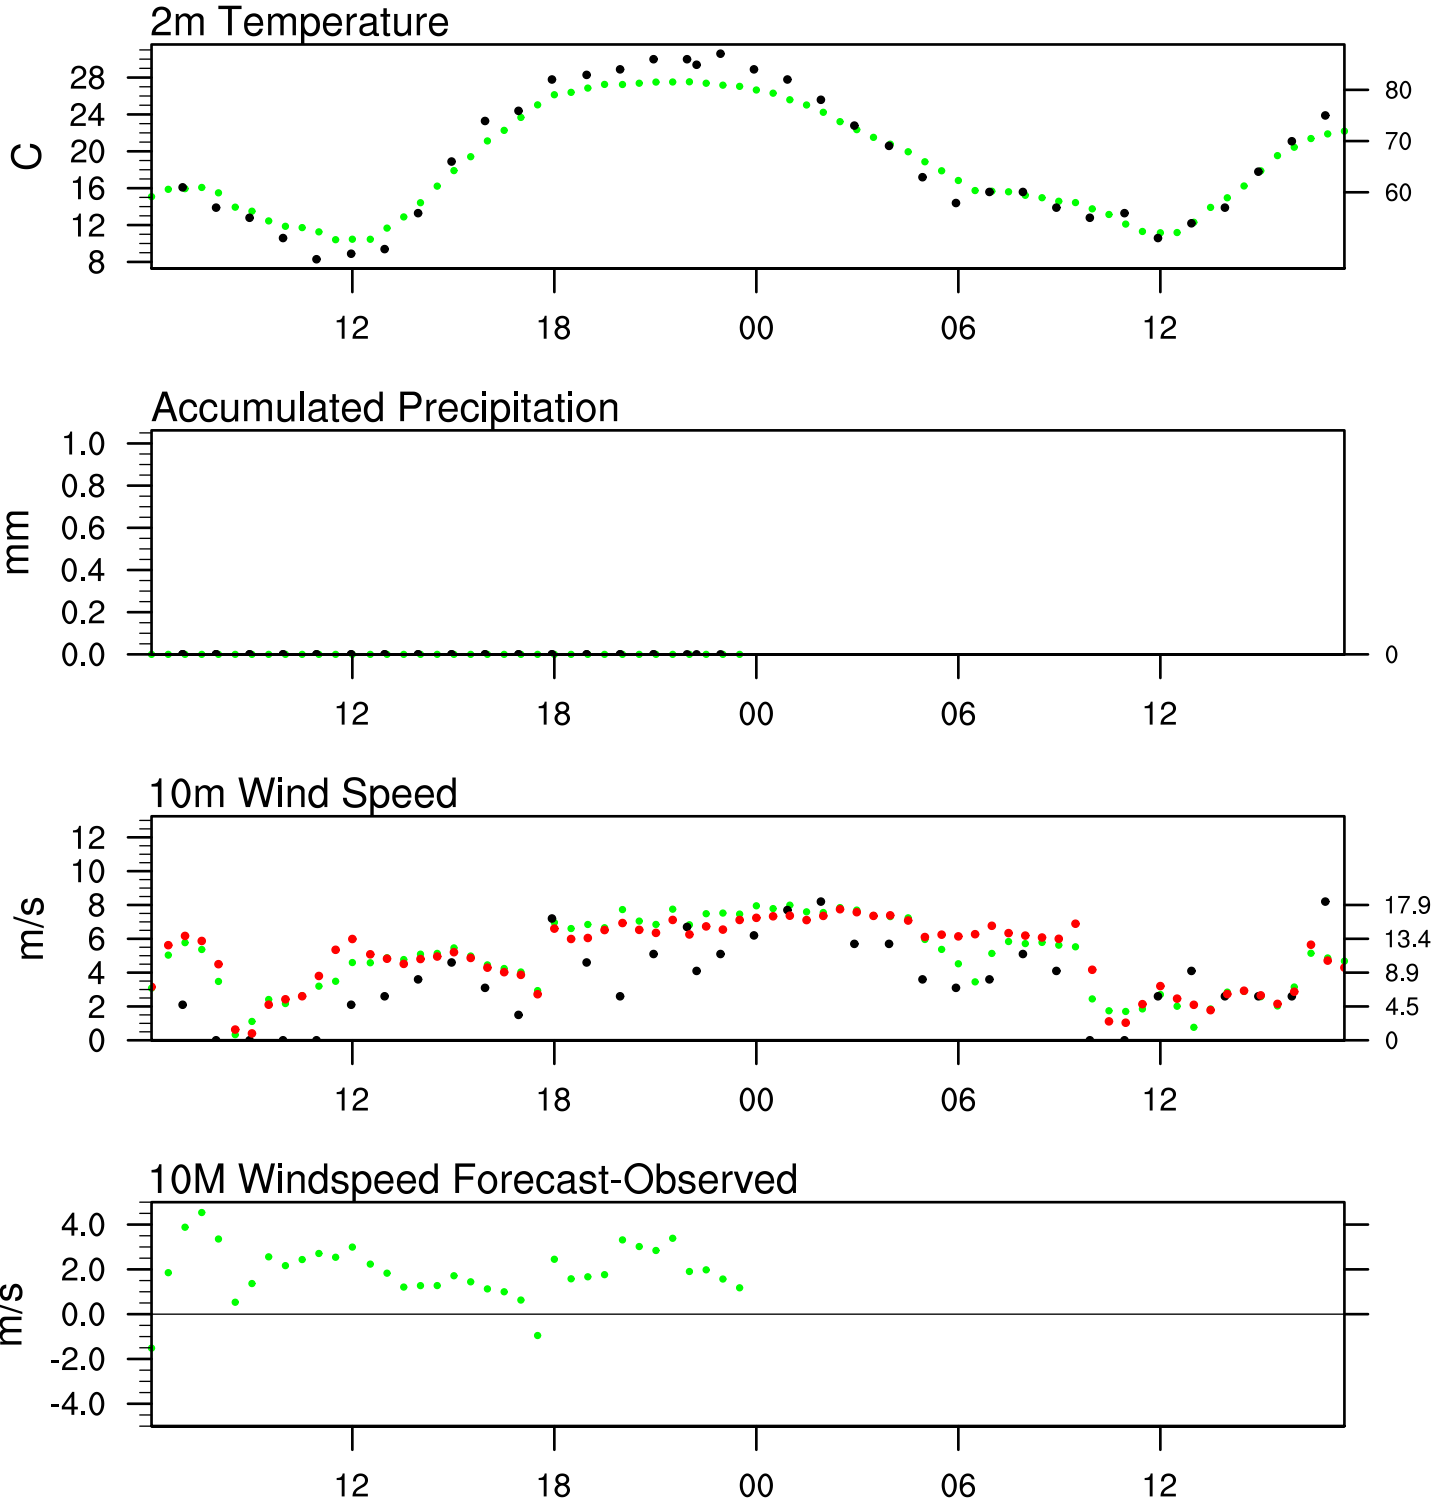 2m Temperature
C
28
24
20
16
12
8
80
70
60
12 18 00 06 12
Accumulated Precipitation
mm
1.0
0.8
0.6
0.4
0.2
0.0
0
12 18 00 06 12
10m Wind Speed
m/s
12
10
8
6
4
2
0
17.9
13.4
8.9
4.5
0
12 18 00 06 12
10M Windspeed Forecast-Observed
m/s
4.0
2.0
0.0
-2.0
-4.0
12 18 00 06 12